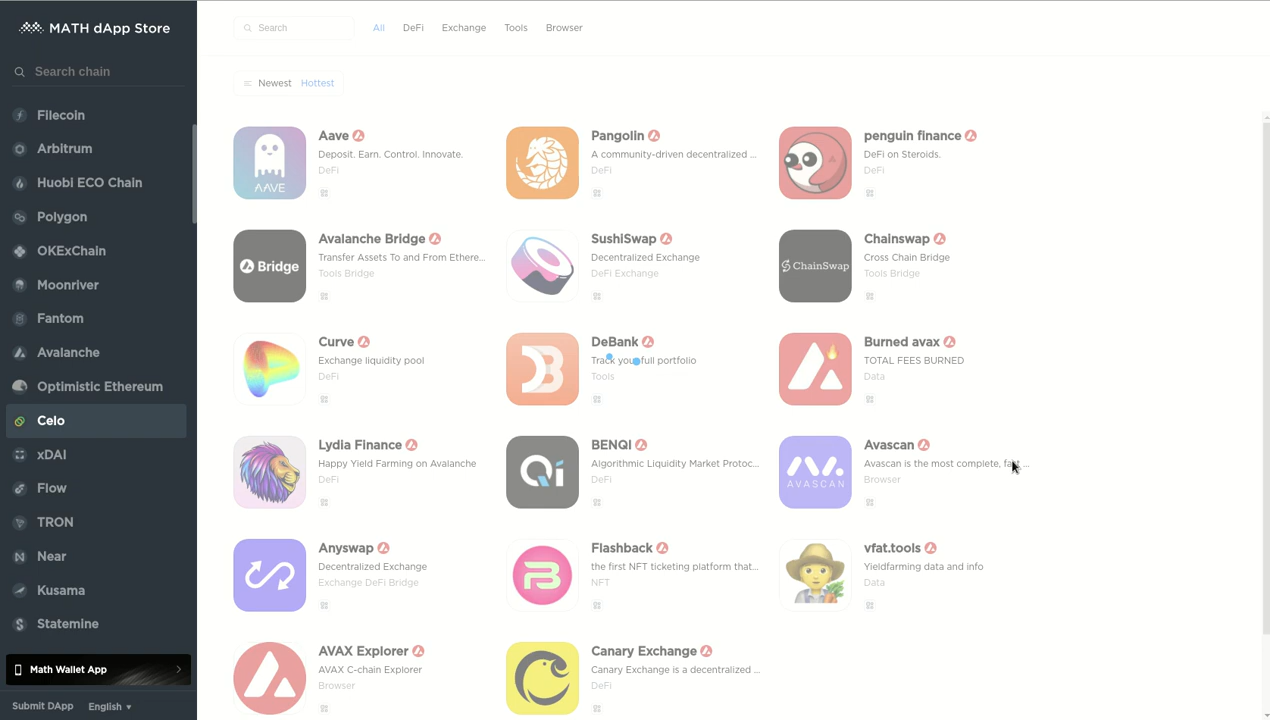 MATH dApp Store
Search chain
Filecoin
Arbitrum
Huobi ECO Chain
Polygon
OKExChain
Moonriver
Fantom
Avalanche
Optimistic Ethereum
Celo
xDAI
Flow
TRON
Near
Kusama
Statemine
Math Wallet App
Submit DApp English
Search All DeFi Exchange Tools Browser
Newest Hottest
Aave
Deposit. Earn. Control. Innovate.
DeFi
AAVE
Pangolin
A community-driven decentralized ...
DeFi
penguin finance
DeFi on Steroids.
DeFi
Avalanche Bridge
Transfer Assets To and From Ethere...
Tools Bridge
Bridge
SushiSwap
Decentralized Exchange
DeFi Exchange
Chainswap
Cross Chain Bridge
Tools Bridge
ChainSwap
Curve
Exchange liquidity pool
DeFi
DeBank
Track your full portfolio
Tools
Burned avax
TOTAL FEES BURNED
Data
Lydia Finance
Happy Yield Farming on Avalanche
DeFi
BENQI
Algorithmic Liquidity Market Protoc...
DeFi
Qi
Avascan
Avascan is the most complete, fast ...
Browser
AVASCAN
Anyswap
Decentralized Exchange
Exchange DeFi Bridge
Flashback
the first NFT ticketing platform that...
NFT
vfat.tools
Yieldfarming data and info
Data
AVAX Explorer
AVAX C-chain Explorer
Browser
Canary Exchange
Canary Exchange is a decentralized ...
DeFi